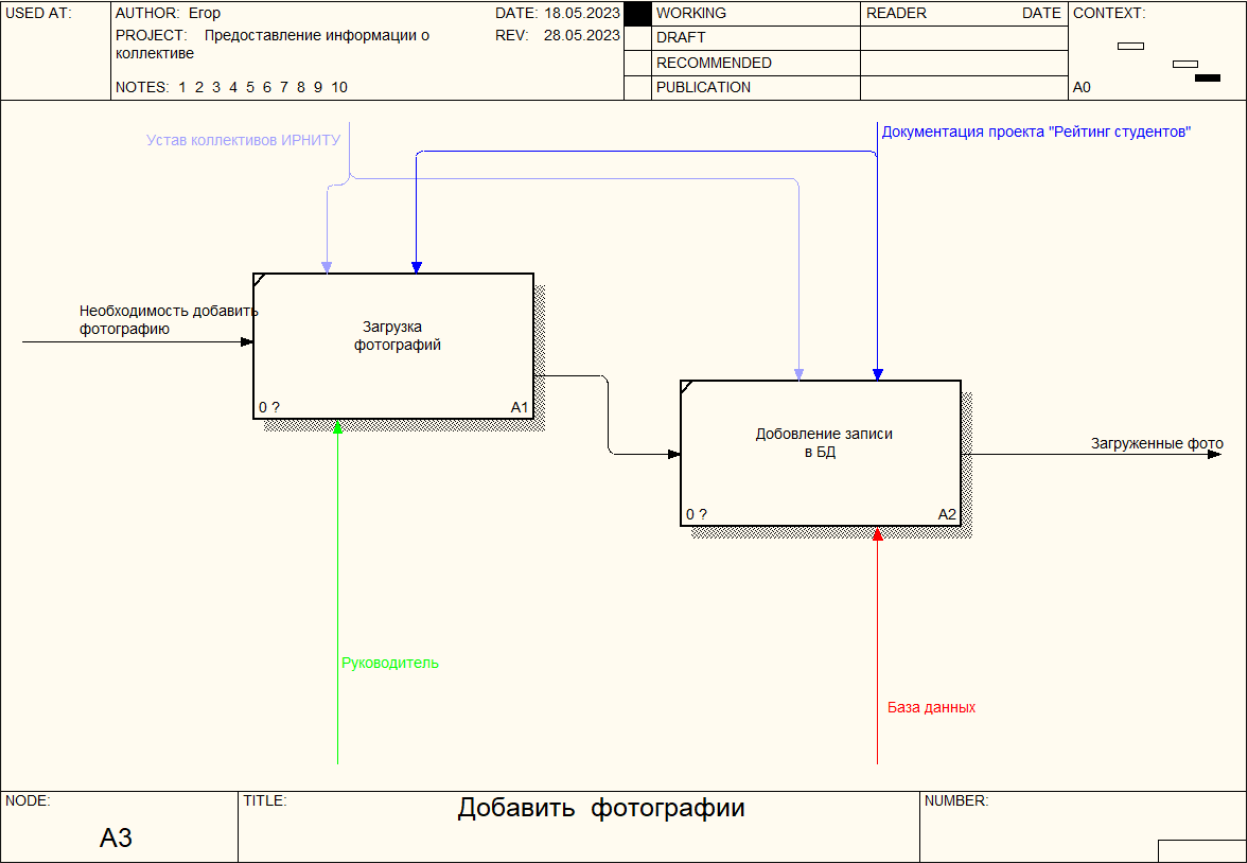 USED AT:
AUTHOR: Егор
DATE: 18.05.2023
PROJECT: Предоставление информации о
коллективе
REV: 28.05.2023
NOTES: 1 2 3 4 5 6 7 8 9 10
WORKING
DRAFT
RECOMMENDED
PUBLICATION
READER
DATE
CONTEXT:
A0
Устав коллективов ИРНИТУ
Документация проекта "Рейтинг студентов"
Необходимость добавить
фотографию
Загрузка
фотографий
0 ?
A1
Добовление записи
в БД
0 ?
A2
Загруженные фото
Руководитель
База данных
NODE:
A3
TITLE:
Добавить фотографии
NUMBER: